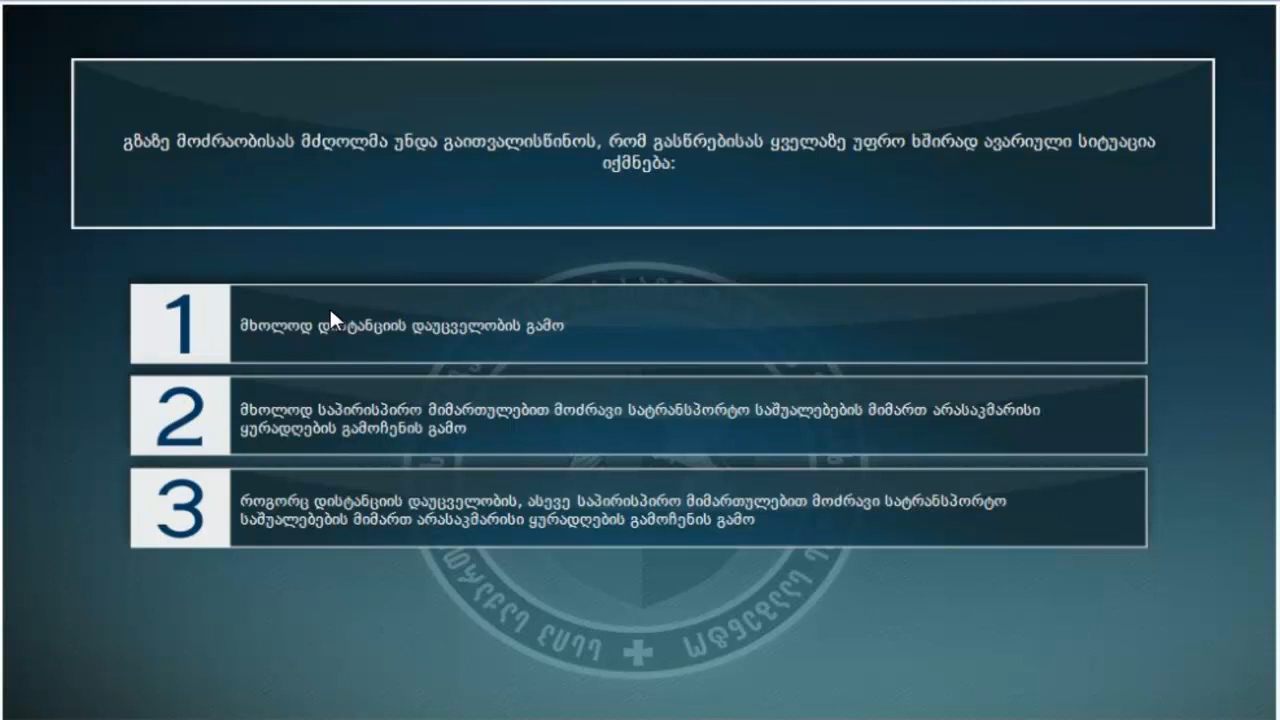 გზაზე მოძრაობისას მძღოლმა უნდა გაითვალისწინოს, რომ გასწრებისას ყველაზე უფრო ხშირად ავარიული სიტუაცია
იქმნება:
1
მხოლოდ დისტანციის დაუცველობის გამო
2
მხოლოდ საპირისპირო მიმართულებით მოძრავი სატრანსპორტო საშუალებების მიმართ არასაკმარისი
ყურადღების გამოჩენის გამო
3
როგორც დისტანციის დაუცველობის, ასევე საპირისპირო მიმართულებით მოძრავი სატრანსპორტო
საშუალებების მიმართ არასაკმარისი ყურადღების გამოჩენის გამო